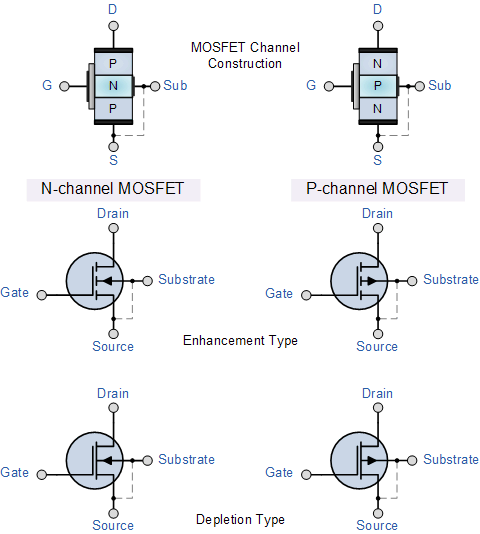 D
D
MOSFET Channel
Construction
P
N
P
G
Sub
N
P
N
G
Sub
S
S
N-channel MOSFET
P-channel MOSFET
Drain
Drain
Gate
Substrate
Gate
Substrate
Source
Enhancement Type
Source
Drain
Drain
Gate
Substrate
Gate
Substrate
Source
Depletion Type
Source